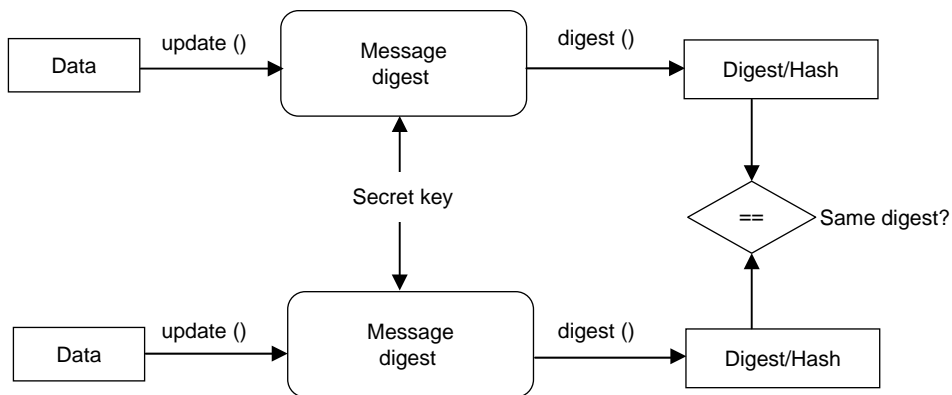 update ()
digest ()
Data
Message
digest
Digest/Hash
Secret key
==
Same digest?
update ()
digest ()
Data
Message
digest
Digest/Hash